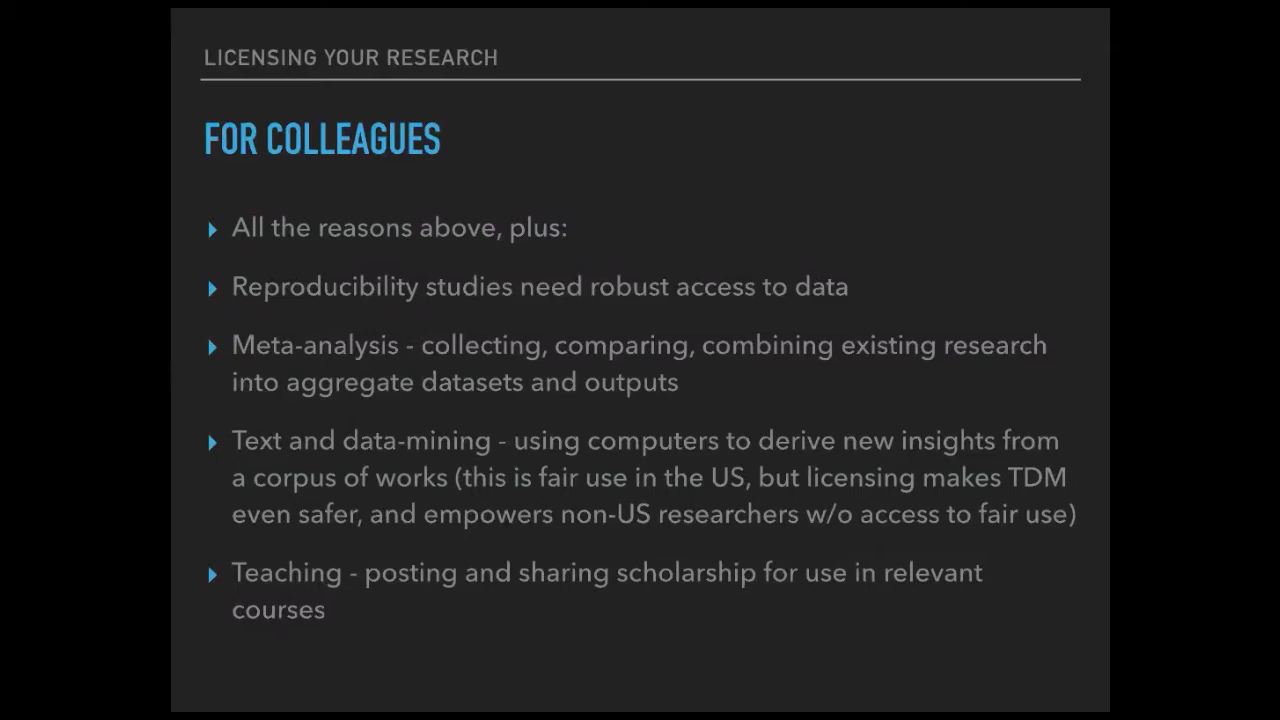 LICENSING YOUR RESEARCH
FOR COLLEAGUES
All the reasons above, plus:
Reproducibility studies need robust access to data
Meta-analysis - collecting, comparing, combining existing research
into aggregate datasets and outputs
Text and data-mining - using computers to derive new insights from
a corpus of works (this is fair use in the US, but licensing makes TDM
even safer, and empowers non-US researchers w/o access to fair use)
Teaching - posting and sharing scholarship for use in relevant
courses